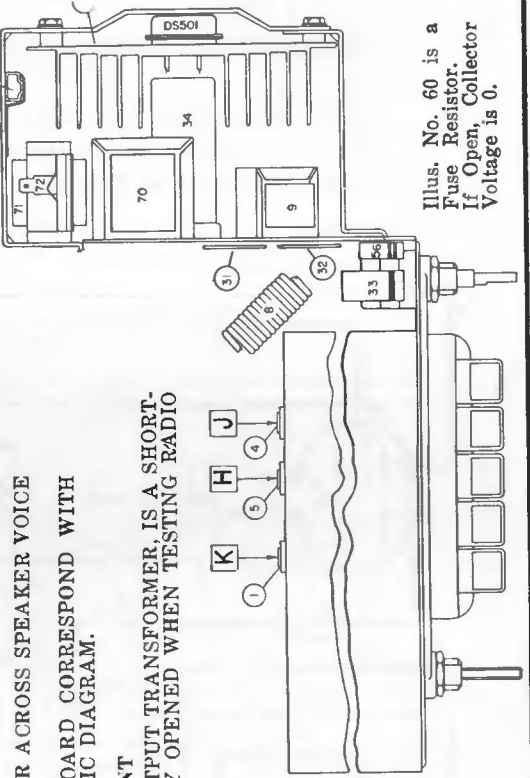 R ACROSS SPEAKER VOICE
OARD CORRESPOND WITH
IC DIAGRAM.
NT
TPUT TRANSFORMER, IS A SHORT-
Y OPENED WHEN TESTING RADIO
K
H
J
1
5
4
8
31
32
33
56
71
72
70
34
9
DS501
Illus. No. 60 is a
Fuse Resistor.
If Open, Collector
Voltage is 0.